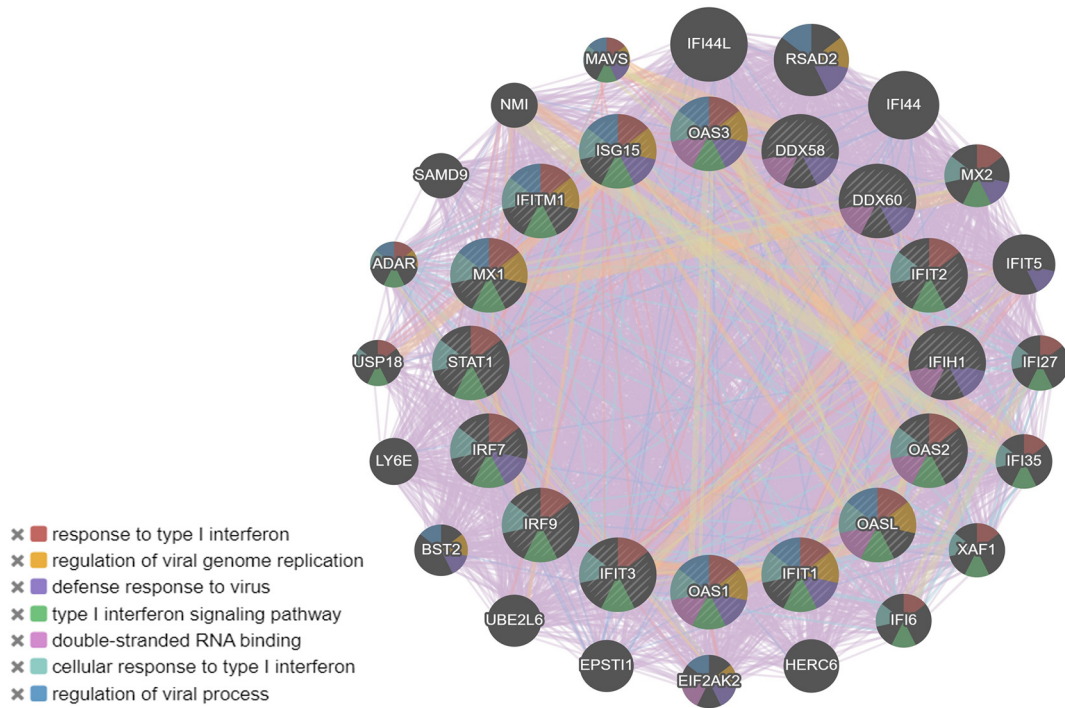 IFI44L
RSAD2
MAVS
IFI44
NMI
OAS3
ISG15
DDX58
MX2
SAMD9
IFITM1
DDX60
ADAR
MX1
IFIT2
IFIT5
USP18
STAT1
IFIH1
IFI27
LY6E
IRF7
OAS2
IFI35
BST2
IRF9
OASL
XAF1
IFIT3
OAS1
IFIT1
UBE2L6
IFI6
EPSTI1
EIF2AK2
HERC6
response to type I interferon
regulation of viral genome replication
defense response to virus
type I interferon signaling pathway
double-stranded RNA binding
cellular response to type I interferon
regulation of viral process